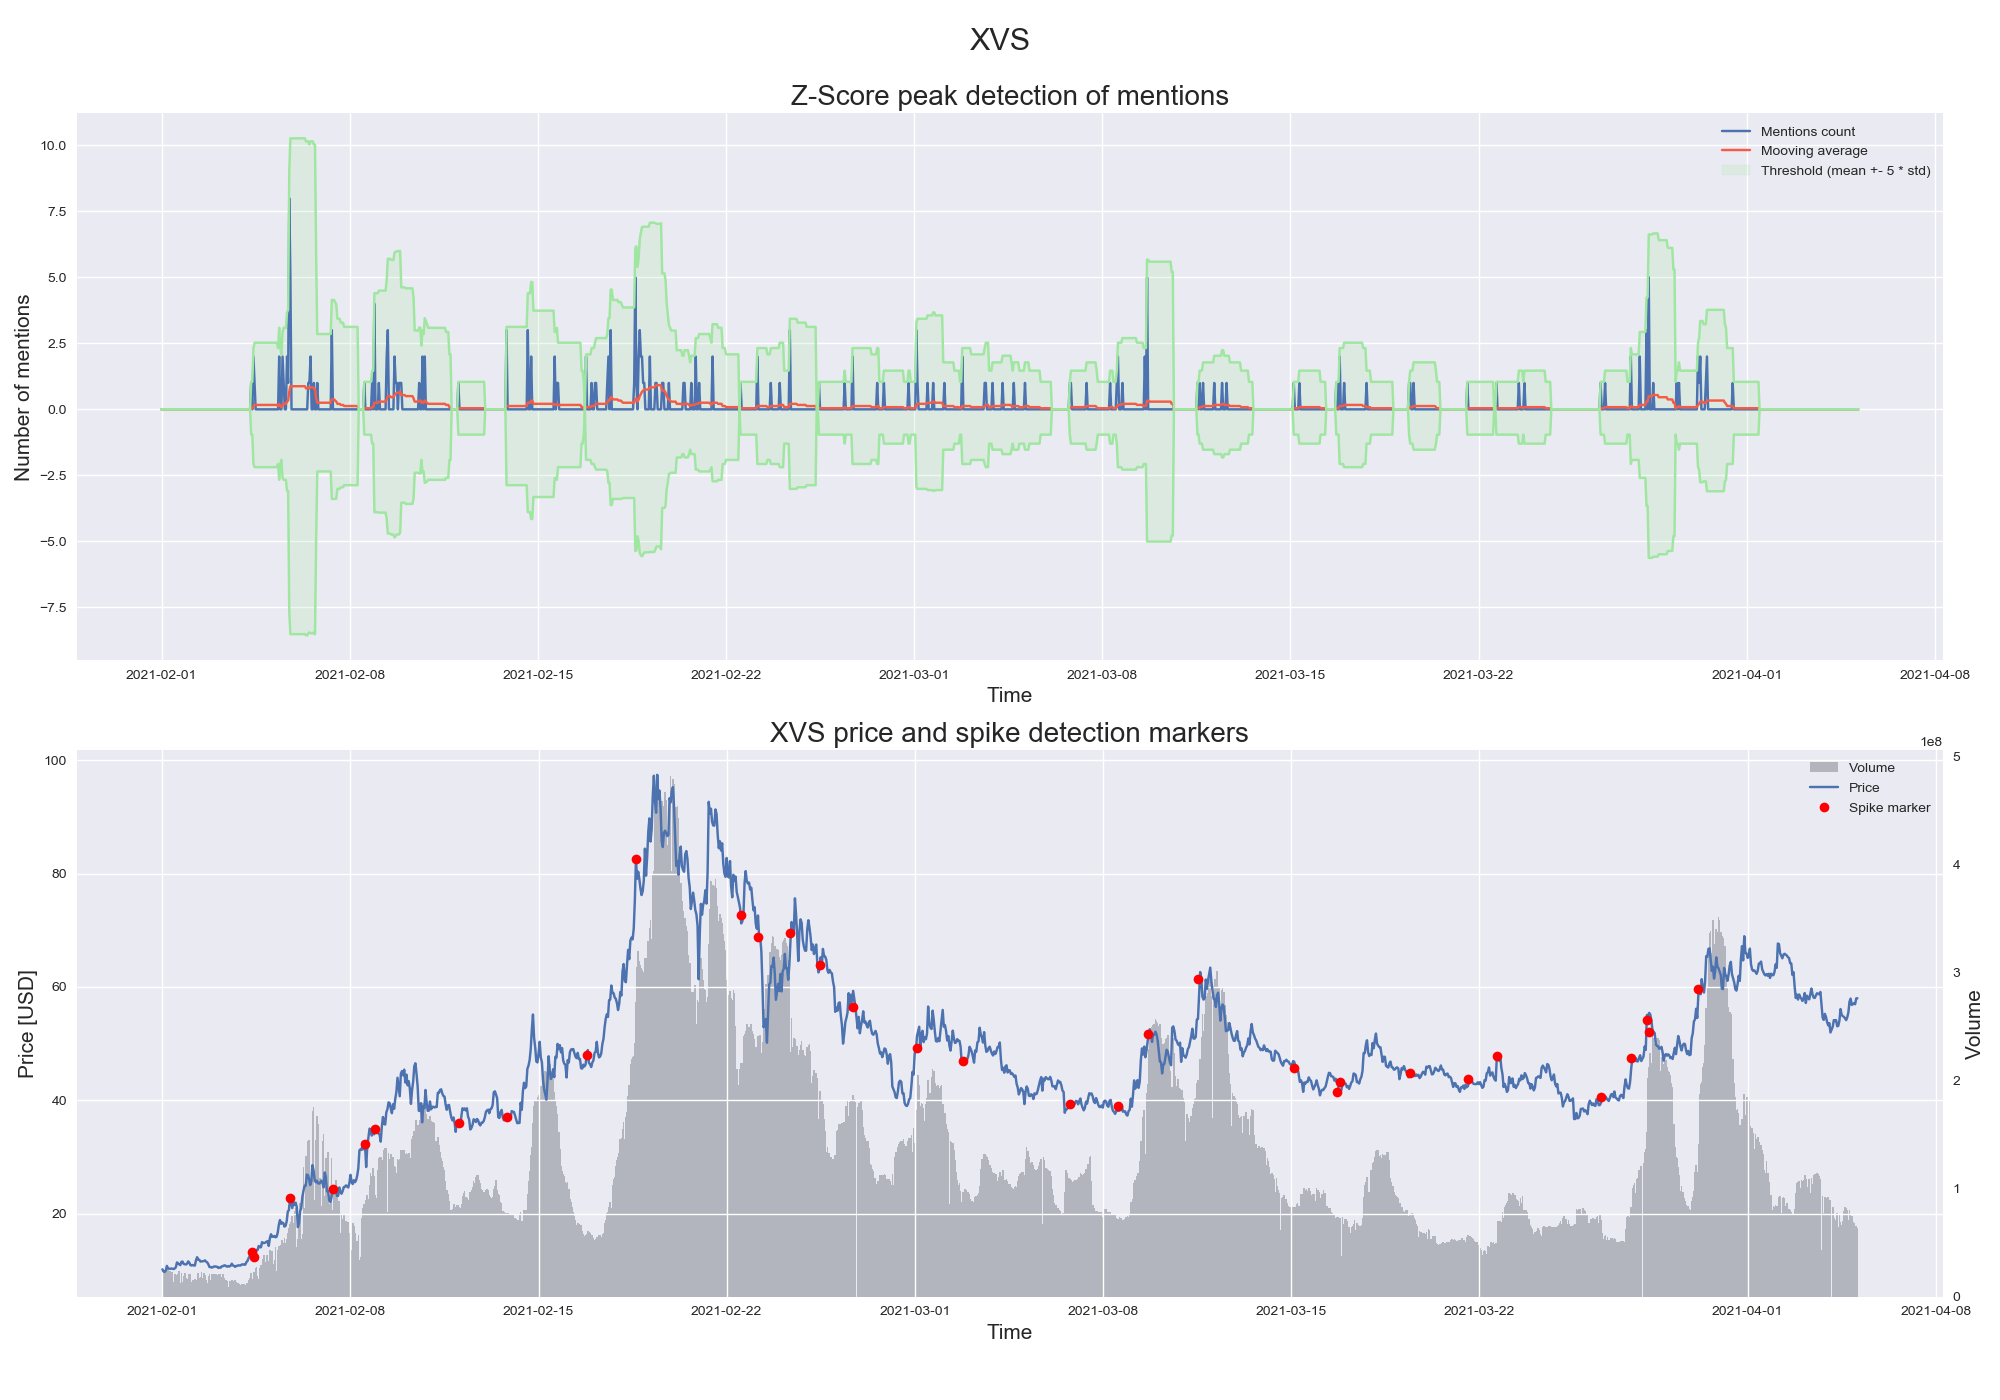 XVS
Z-Score peak detection of mentions
Mentions count
Mooving average
Threshold (mean +- 5 * std)
Number of mentions
10.0
7.5
5.0
2.5
0.0
−2.5
−5.0
−7.5
2021-02-01 2021-02-08 2021-02-15 2021-02-22 2021-03-01 2021-03-08 2021-03-15 2021-03-22 2021-04-01 2021-04-08
Time
XVS price and spike detection markers
1e8
Volume
Price
Spike marker
Price [USD]
100
80
60
40
20
5
4
3
2
1
0
Volume
2021-02-01 2021-02-08 2021-02-15 2021-02-22 2021-03-01 2021-03-08 2021-03-15 2021-03-22 2021-04-01 2021-04-08
Time